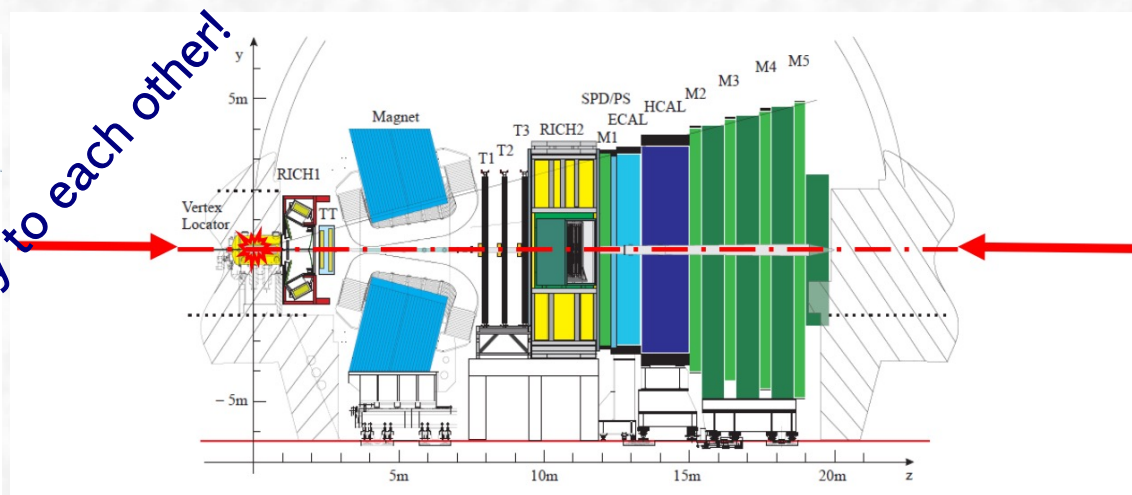 y to each other!
y
5m
Magnet
SPD/PS
ECAL
HCAL
M1
M2
M3
M4
M5
T1
T2
T3
RICH2
RICH1
TT
Vertex
Locator
– 5m
5m
10m
15m
20m
z